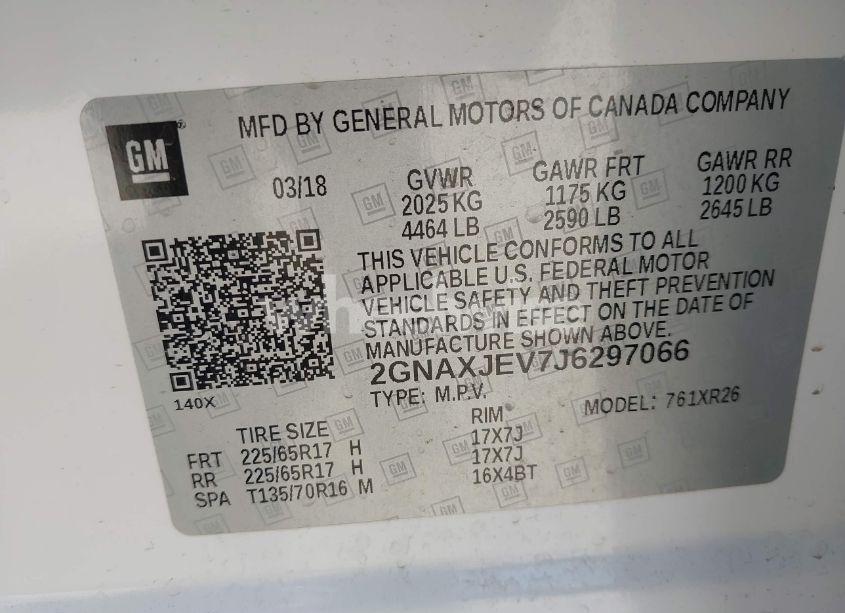 GM
MFD BY GENERAL MOTORS OF CANADA COMPANY
03/18
GVWR
2025 KG
4464 LB
GAWR FRT
1175 KG
2590 LB
GAWR RR
1200 KG
2645 LB
THIS VEHICLE CONFORMS TO ALL
APPLICABLE U.S. FEDERAL MOTOR
VEHICLE SAFETY AND THEFT PREVENTION
STANDARDS IN EFFECT ON THE DATE OF
MANUFACTURE SHOWN ABOVE.
2GNAXJEV7J6297066
TYPE: M.P.V.
MODEL: 761XR26
140X
TIRE SIZE
RIM
FRT 225/65R17 H 17X7J
RR 225/65R17 H 17X7J
SPA T135/70R16 M 16X4BT